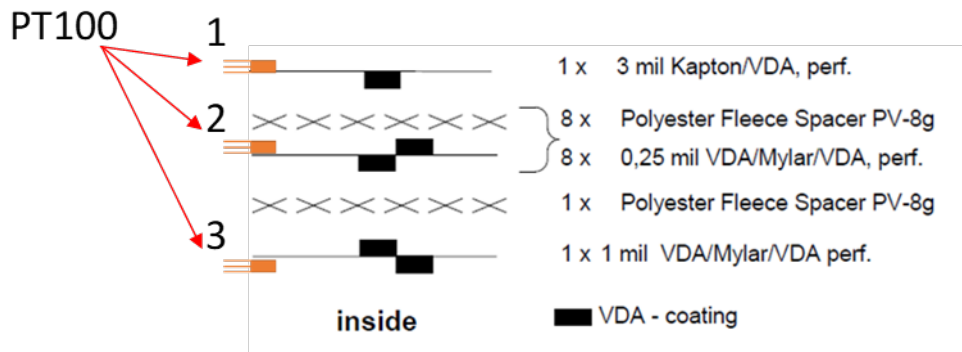 PT100
1
1 x 3 mil Kapton/VDA, perf.
2
8 x Polyester Fleece Spacer PV-8g
8 x 0,25 mil VDA/Mylar/VDA, perf.
1 x Polyester Fleece Spacer PV-8g
3
1 x 1 mil VDA/Mylar/VDA perf.
inside
VDA - coating